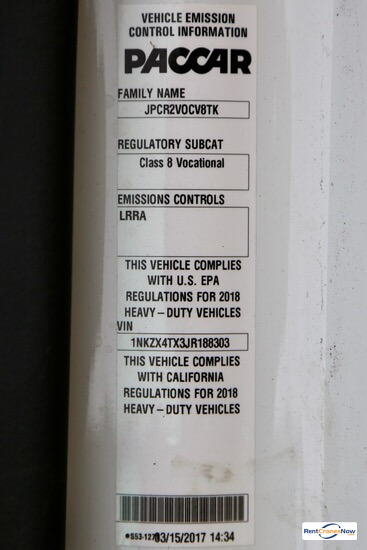 VEHICLE EMISSION
CONTROL INFORMATION
PACCAR
FAMILY NAME
JPCR2VOCV8TK
REGULATORY SUBCAT
Class 8 Vocational
EMISSIONS CONTROLS
LRRA
THIS VEHICLE COMPLIES
WITH U.S. EPA
REGULATIONS FOR 2018
HEAVY-DUTY VEHICLES
VIN
1NKZX4TX3JR188303
THIS VEHICLE COMPLIES
WITH CALIFORNIA
REGULATIONS FOR 2018
HEAVY-DUTY VEHICLES
03/15/2017 14:34
RentCranesNow